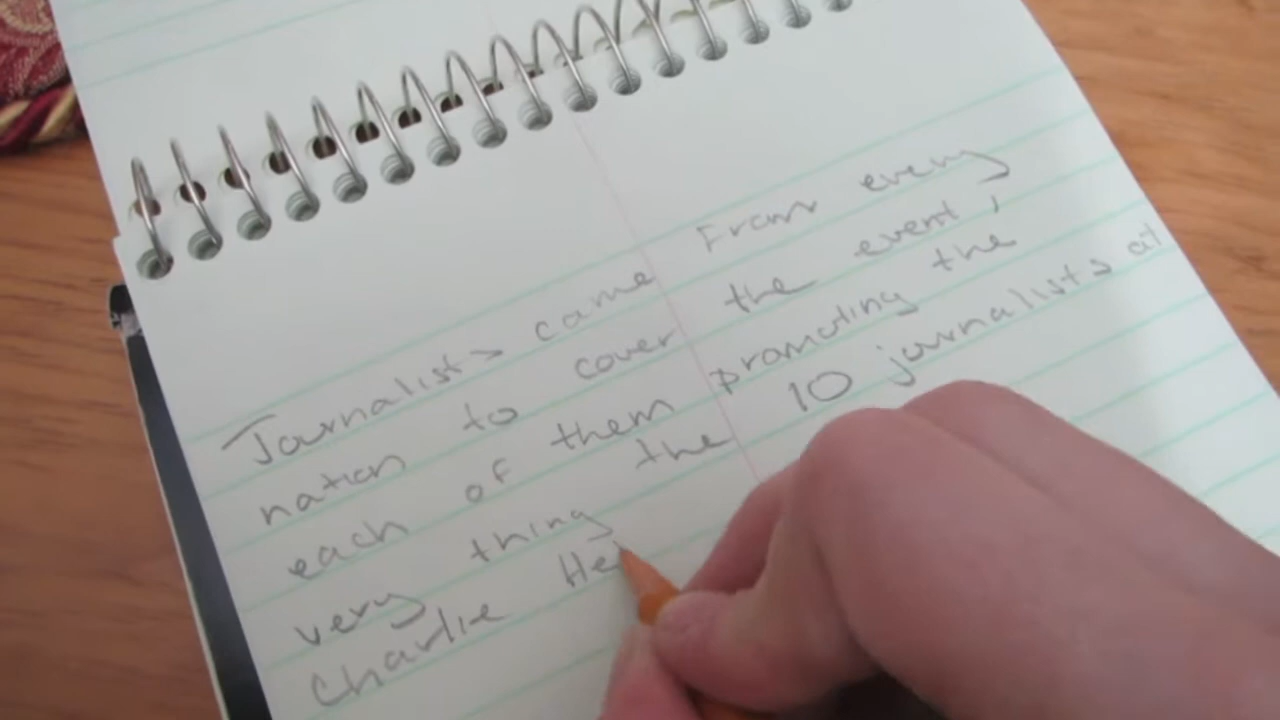 Journalists came From every
nation to cover the event,
each of them promoting the
very thing the 10 journalists at
Charlie He